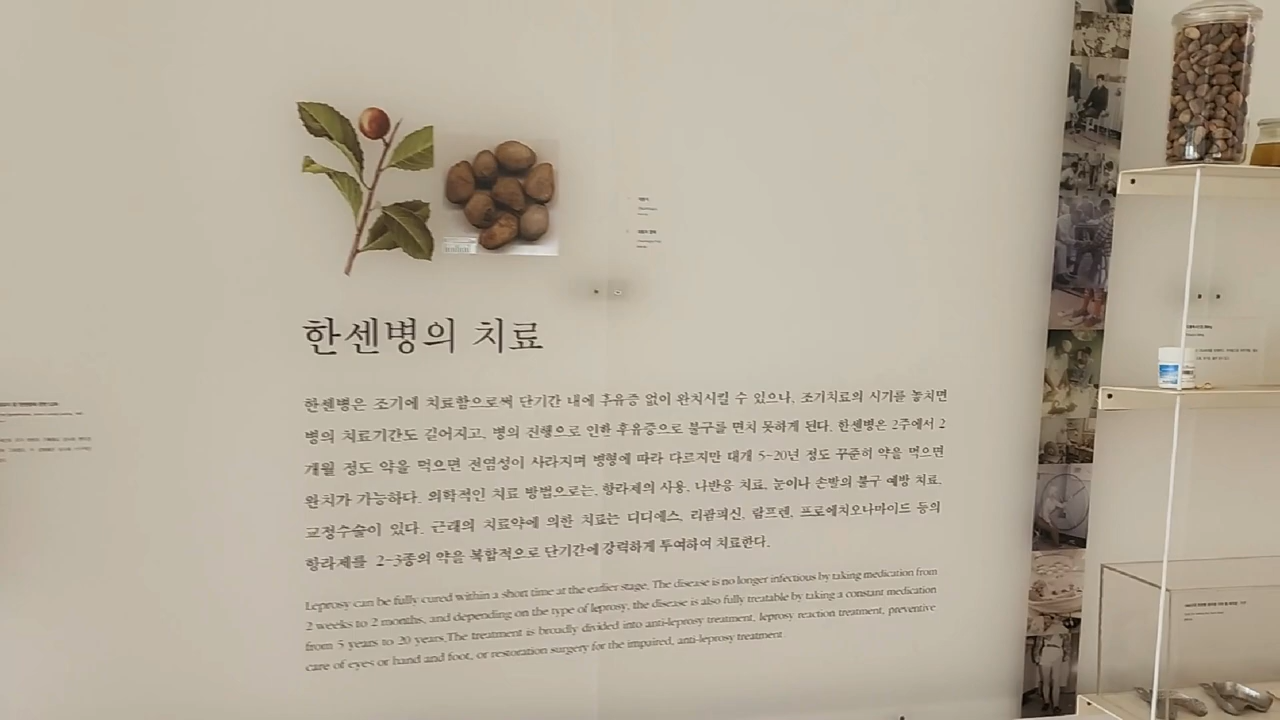 한센병의 치료
한센병은 조기에 치료함으로써 단기간 내에 후유증 없이 완치시킬 수 있으나, 조기치료의 시기를 놓치면
병의 치료기간도 길어지고, 병의 진행으로 인한 후유증으로 불구를 면치 못하게 된다. 한센병은 2주에서 2
개월 정도 약을 먹으면 전염성이 사라지며 병형에 따라 다르지만 대개 5-20년 정도 꾸준히 약을 먹으면
완치가 가능하다. 의학적인 치료 방법으로는, 항라제의 사용, 나반응 치료, 눈이나 손발의 불구 예방 치료,
교정수술이 있다. 근래의 치료약에 의한 치료는 디디에스, 리팜피신, 람프렌, 프로에치오나마이드 등의
항라제를 2-3종의 약을 복합적으로 단기간에 강력하게 투여하여 치료한다.
Leprosy can be fully cured within a short time at the earlier stage. The disease is no longer infectious by taking medication from
2 weeks to 2 months, and depending on the type of leprosy, the disease is also fully treatable by taking a constant medication
from 5 years to 20 years.The treatment is broadly divided into anti-leprosy treatment, leprosy reaction treatment, preventive
care of eyes or hand and foot, or restoration surgery for the impaired, anti-leprosy treatment.